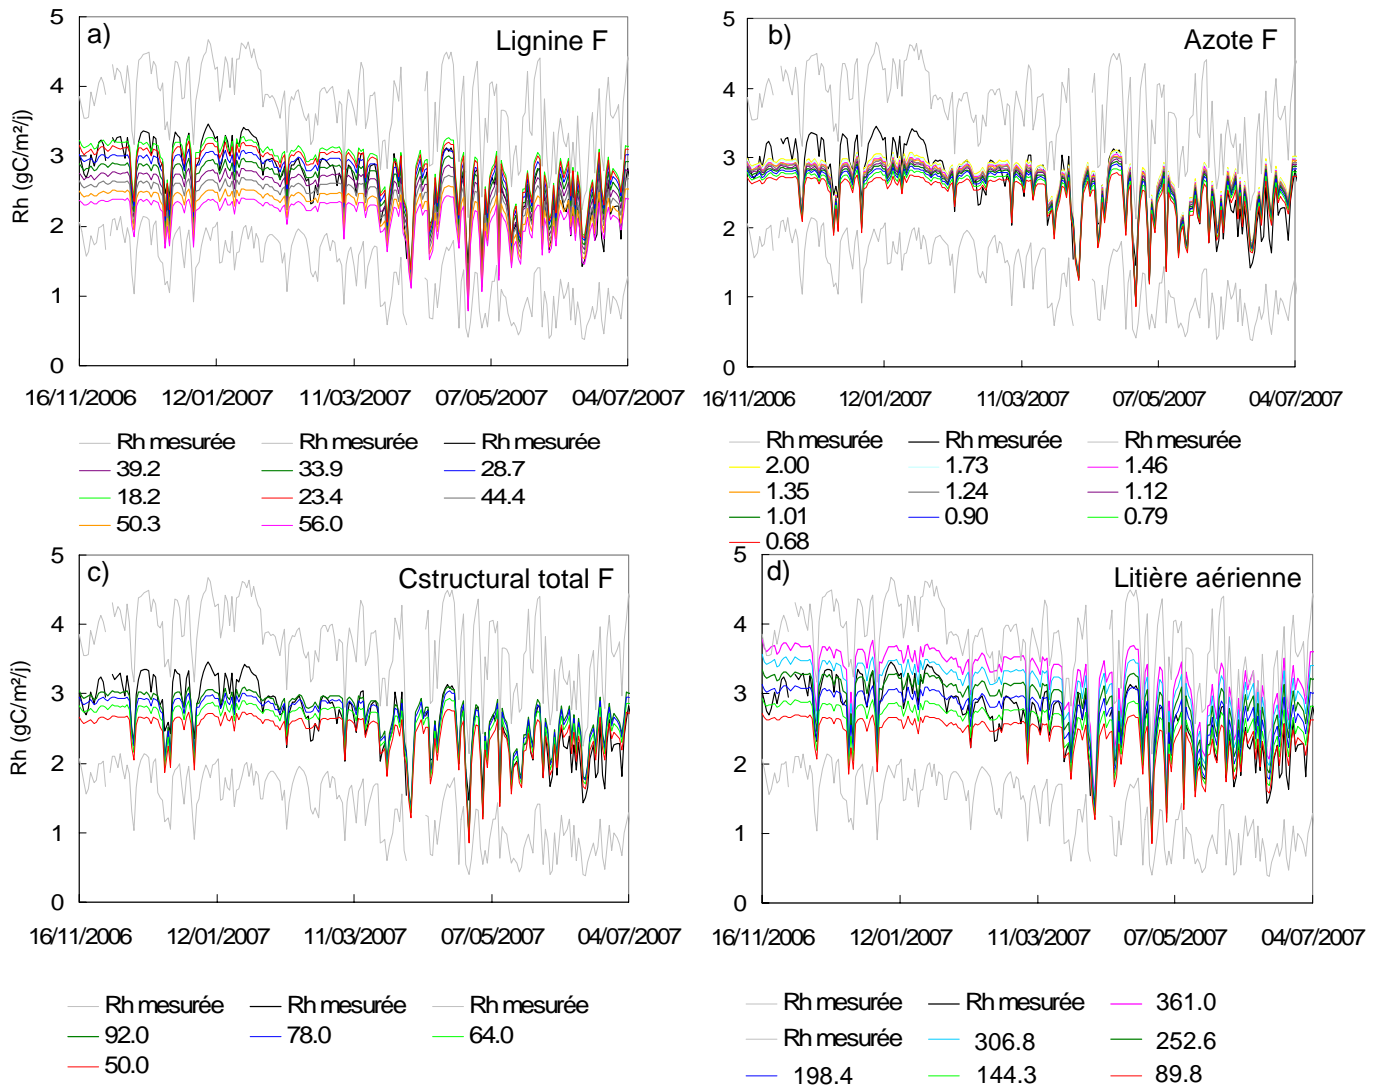 a) Lignine F
5
4
3
2
1
0
Rh (gC/m²/j)
16/11/2006 12/01/2007 11/03/2007 07/05/2007 04/07/2007
Rh mesurée Rh mesurée Rh mesurée
39.2 33.9 28.7
18.2 23.4 44.4
50.3 56.0
b) Azote F
5
4
3
2
1
0
16/11/2006 12/01/2007 11/03/2007 07/05/2007 04/07/2007
Rh mesurée Rh mesurée Rh mesurée
2.00 1.73 1.46
1.35 1.24 1.12
1.01 0.90 0.79
0.68
c) Cstructural total F
5
4
3
2
1
0
Rh (gC/m²/j)
16/11/2006 12/01/2007 11/03/2007 07/05/2007 04/07/2007
Rh mesurée Rh mesurée Rh mesurée
92.0 78.0 64.0
50.0
d) Litière aérienne
5
4
3
2
1
0
16/11/2006 12/01/2007 11/03/2007 07/05/2007 04/07/2007
Rh mesurée Rh mesurée 361.0
Rh mesurée 306.8 252.6
198.4 144.3 89.8